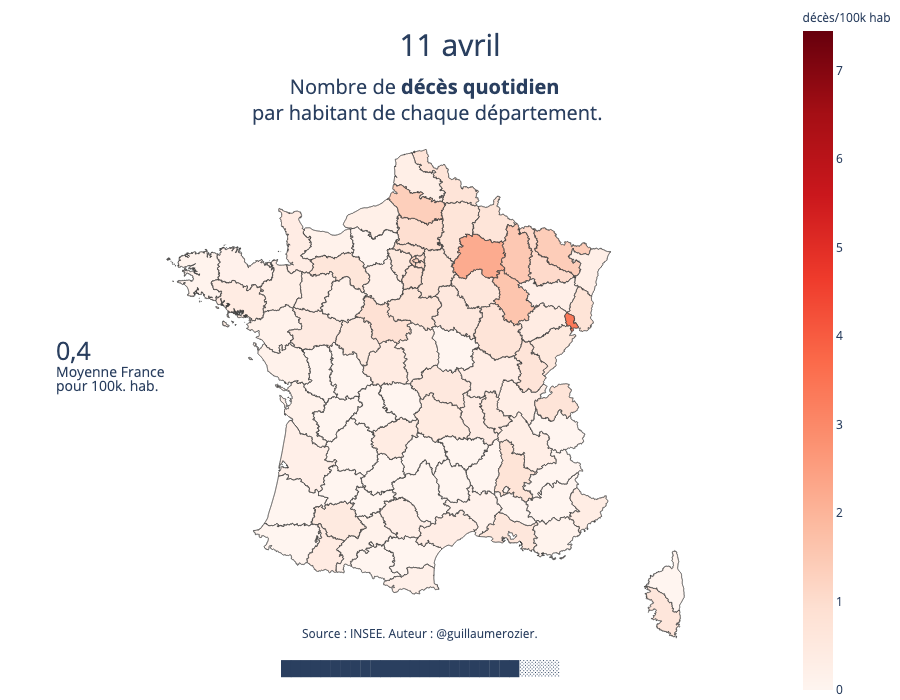 décès/100k hab
11 avril
Nombre de décès quotidien
par habitant de chaque département.
7
6
5
4
3
2
1
0
0,4
Moyenne France
pour 100k. hab.
Source : INSEE. Auteur : @guillaumerozier.